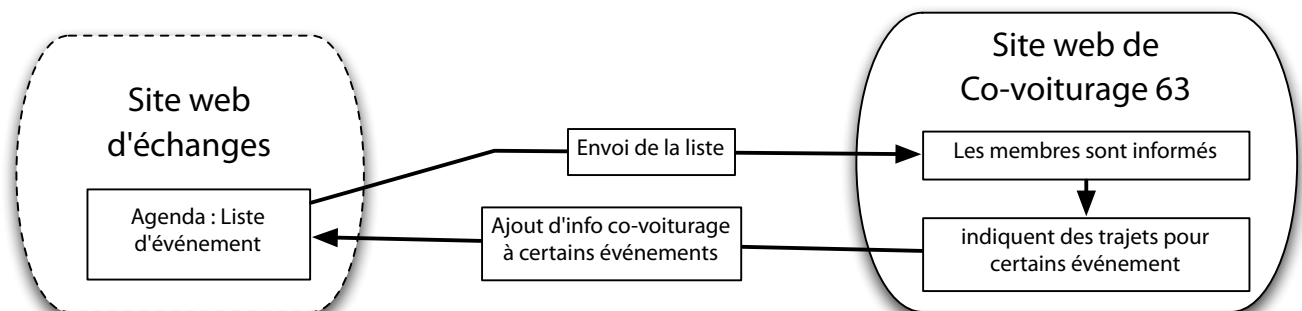 Site web
d'échanges
Agenda : Liste
d'événement
Envoi de la liste
Ajout d'info co-voiturage
à certains événements
Site web de
Co-voiturage 63
Les membres sont informés
indiquent des trajets pour
certains événement